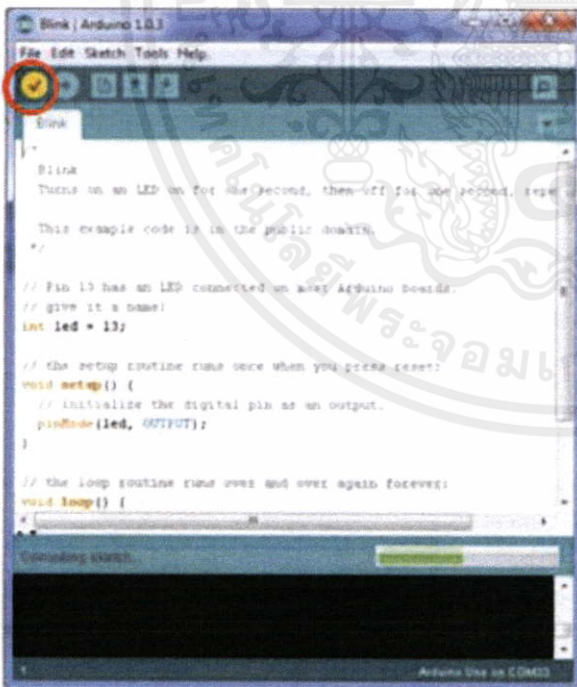 Blink | Arduino 1.0.3
File Edit Sketch Tools Help
Blink
/*
Blink
Turns on an LED on for one second, then off for one second, repe
This example code is in the public domain.
*/
// Pin 13 has an LED connected on most Arduino boards.
// give it a name:
int led = 13;
// the setup routine runs once when you press reset:
void setup() {
// initialize the digital pin as an output.
pinMode(led, OUTPUT);
}
// the loop routine runs over and over again forever:
void loop() {
Compiling sketch...
1
Arduino Uno on COM33